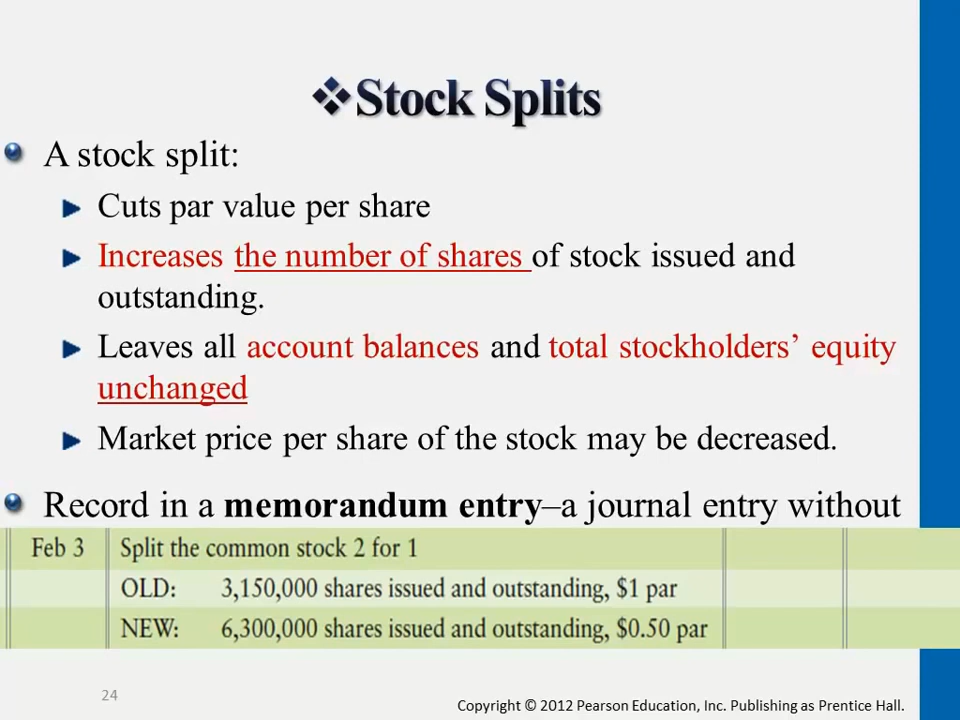 ❖Stock Splits
A stock split:
Cuts par value per share
Increases the number of shares of stock issued and
outstanding.
Leaves all account balances and total stockholders’ equity
unchanged
Market price per share of the stock may be decreased.
Record in a memorandum entry–a journal entry without
Feb 3 Split the common stock 2 for 1
OLD: 3,150,000 shares issued and outstanding, $1 par
NEW: 6,300,000 shares issued and outstanding, $0.50 par
24
Copyright © 2012 Pearson Education, Inc. Publishing as Prentice Hall.